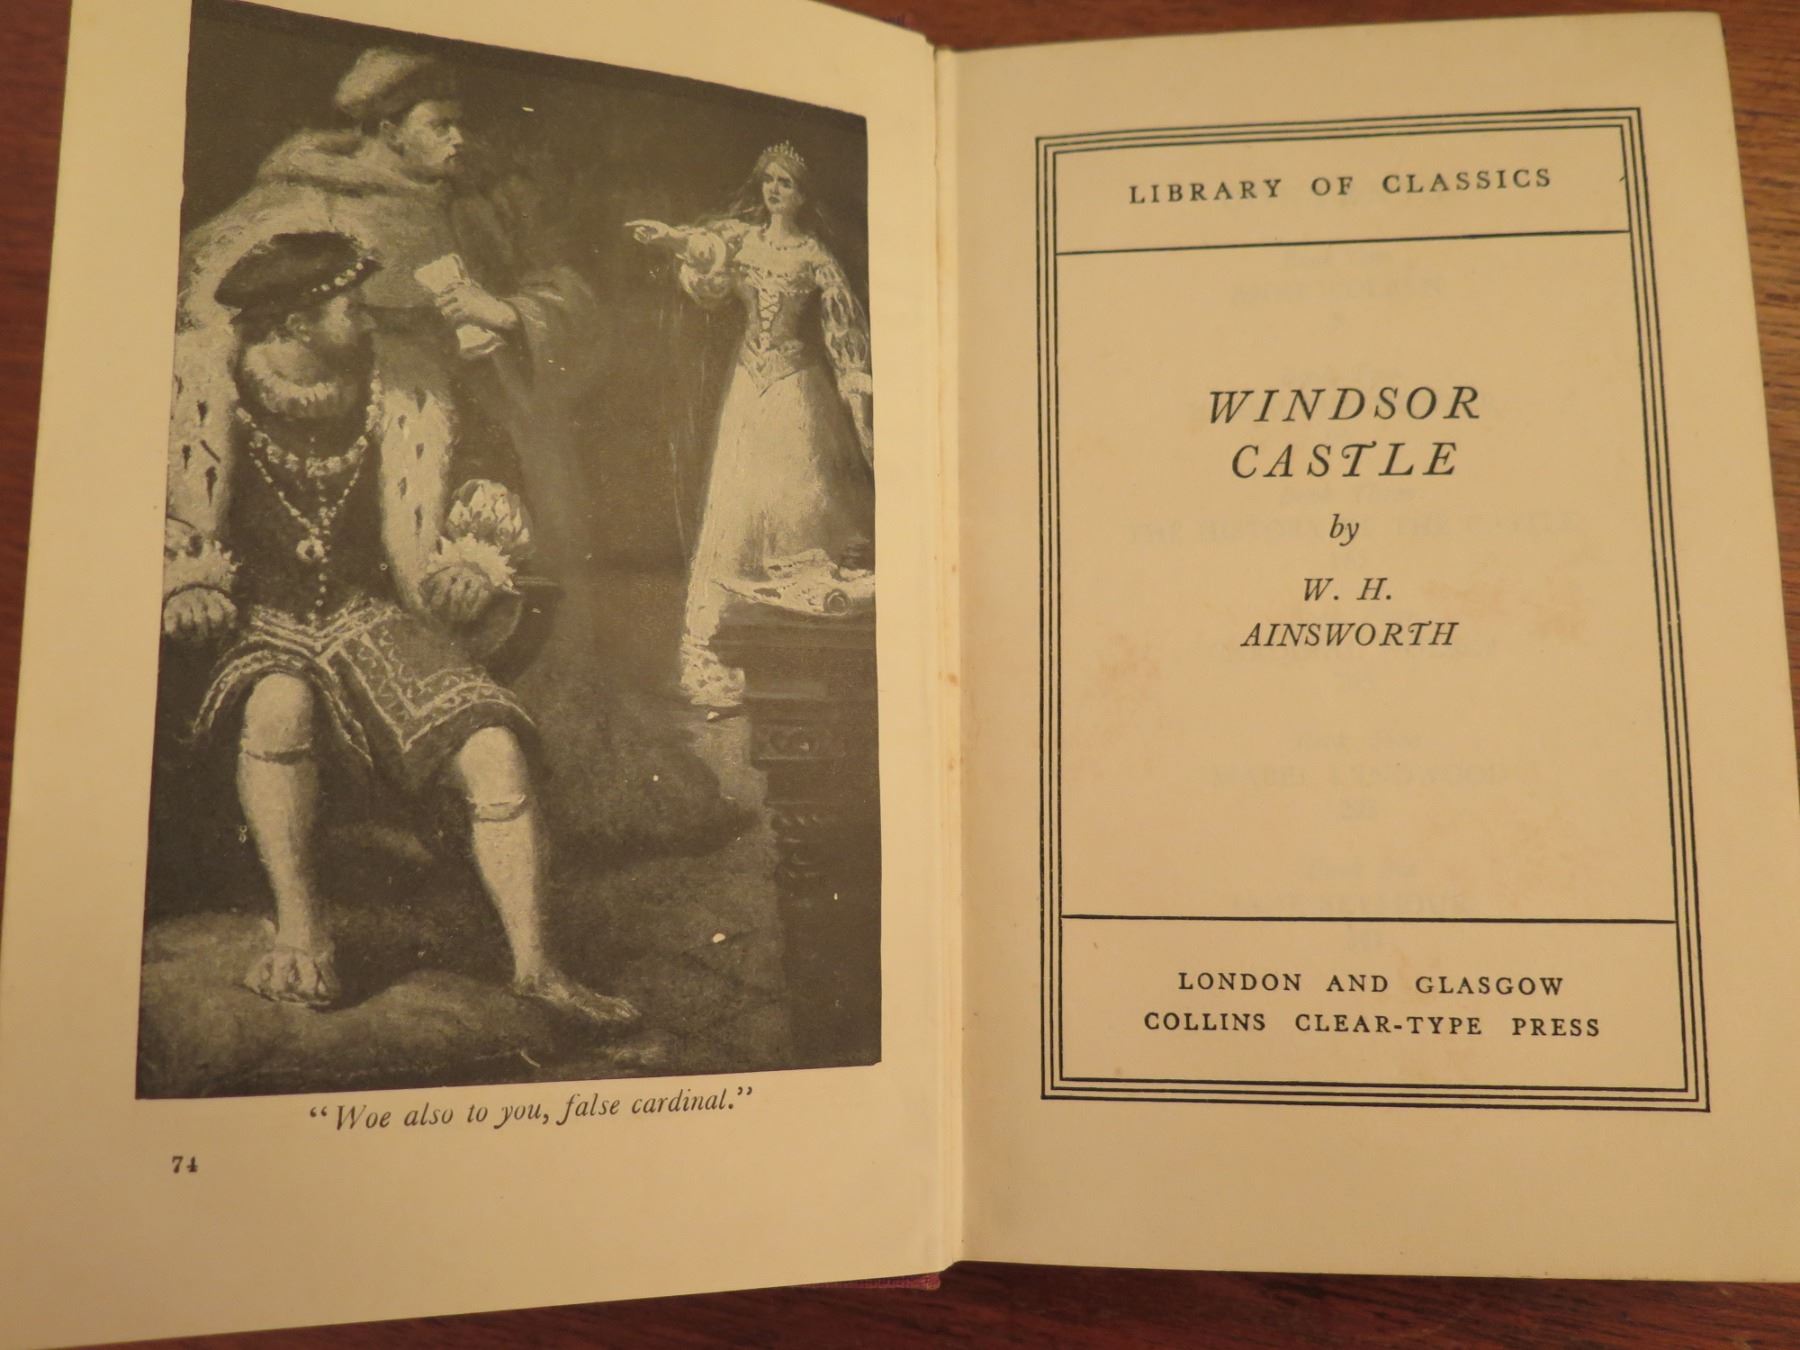 "Woe also to you, false cardinal."
74
LIBRARY OF CLASSICS
WINDSOR
CASTLE
by
W. H.
AINSWORTH
LONDON AND GLASGOW
COLLINS CLEAR-TYPE PRESS